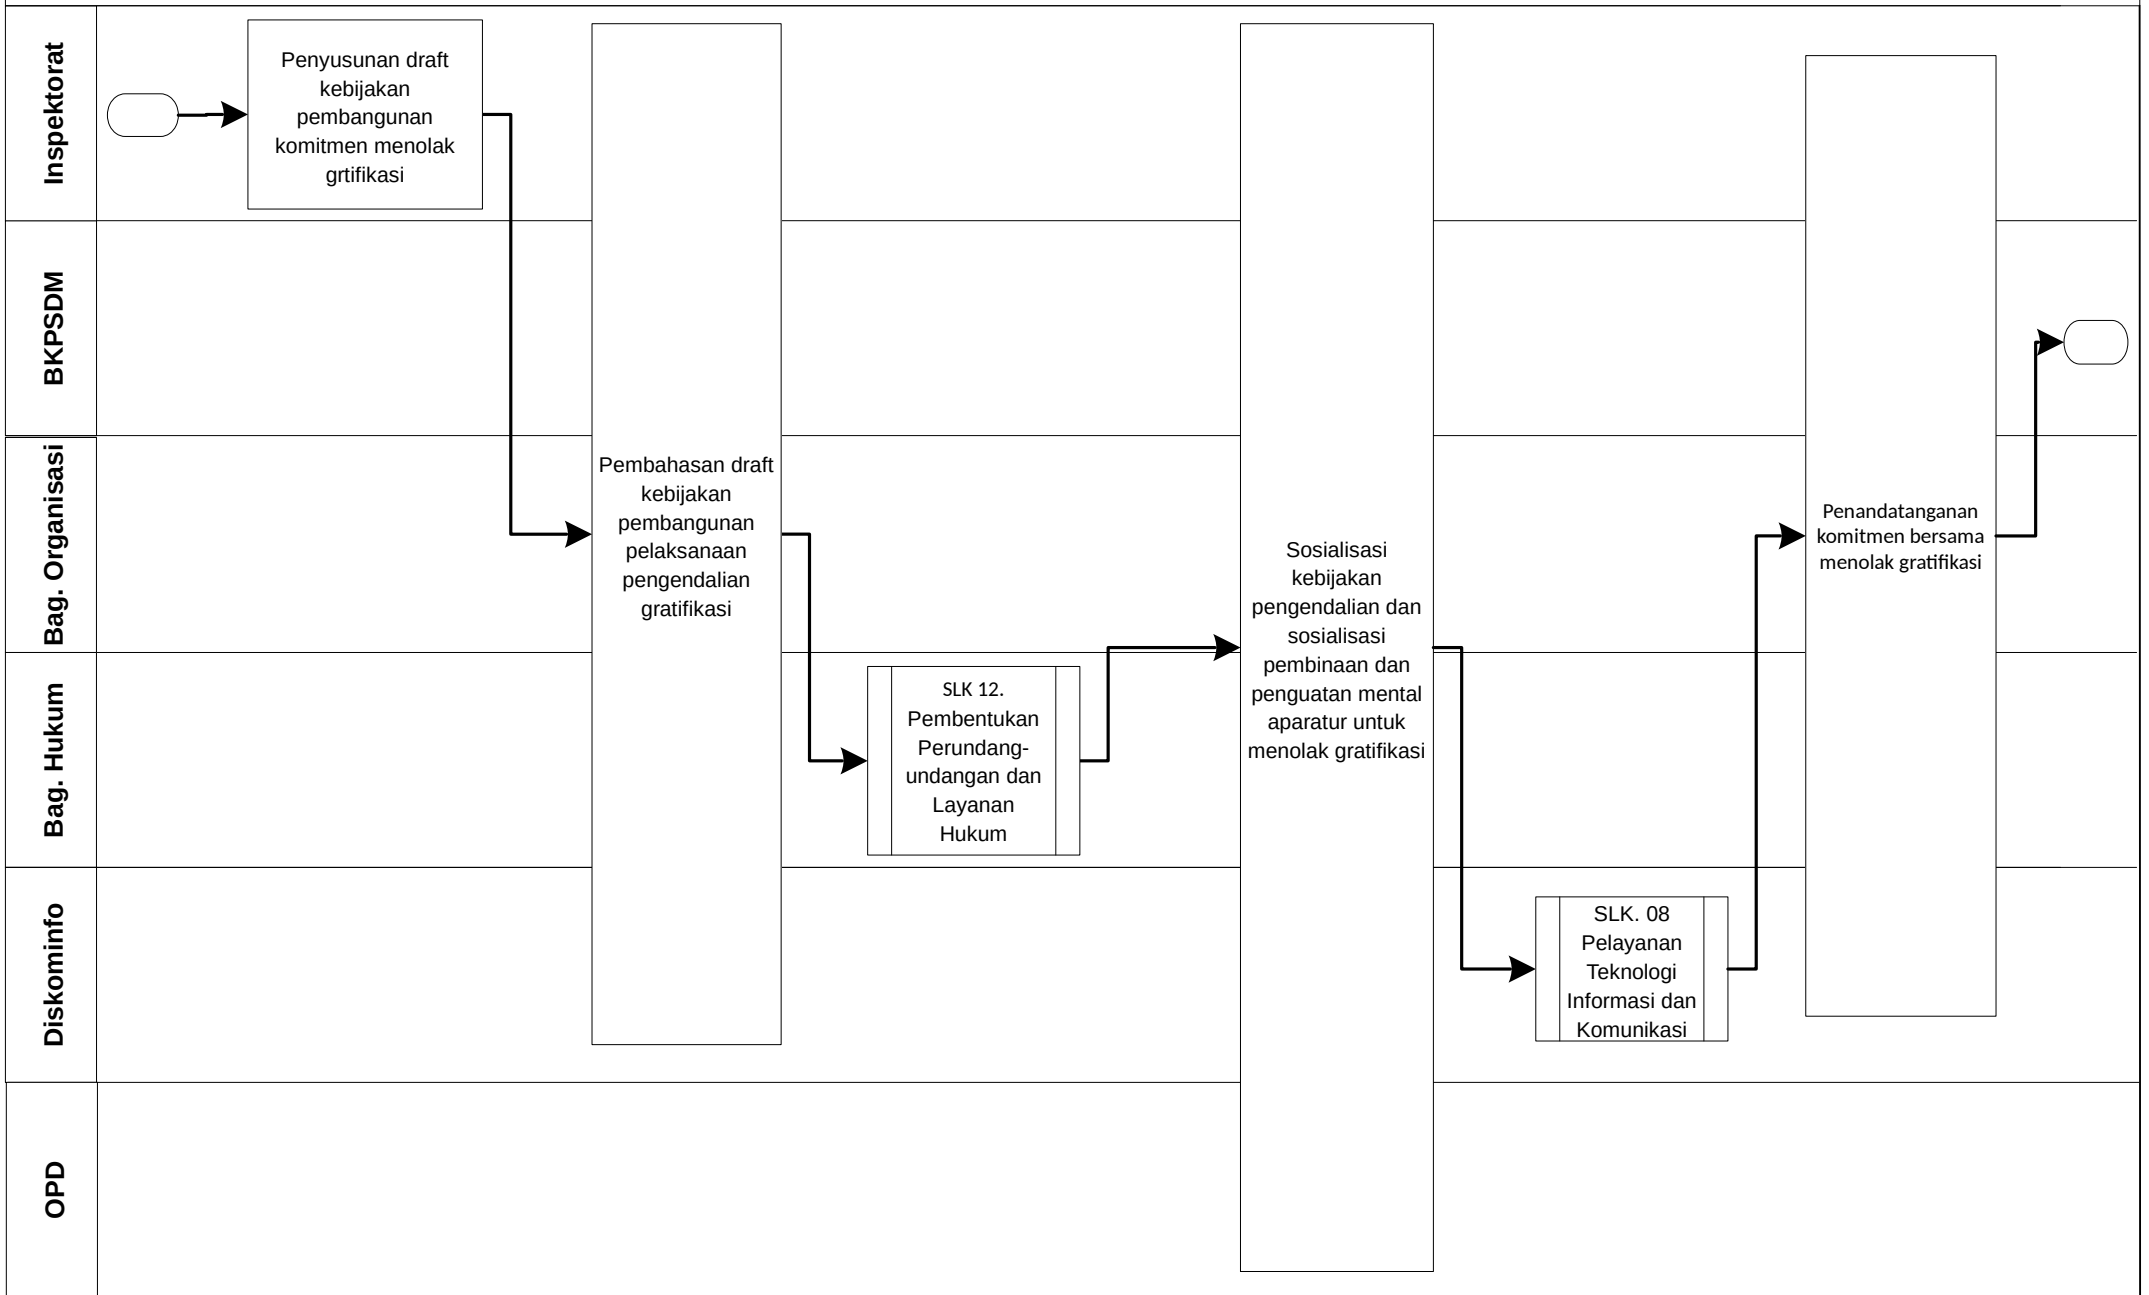 Inspektorat
BKPSDM
Bag. Organisasi
Bag. Hukum
Diskominfo
OPD
Penyusunan draft
kebijakan
pembangunan
komitmen menolak
grtifikasi
Pembahasan draft
kebijakan
pembangunan
pelaksanaan
pengendalian
gratifikasi
SLK 12.
Pembentukan
Perundang-
undangan dan
Layanan
Hukum
Sosialisasi
kebijakan
pengendalian dan
sosialisasi
pembinaan dan
penguatan mental
aparatur untuk
menolak gratifikasi
SLK. 08
Pelayanan
Teknologi
Informasi dan
Komunikasi
Penandatanganan
komitmen bersama
menolak gratifikasi